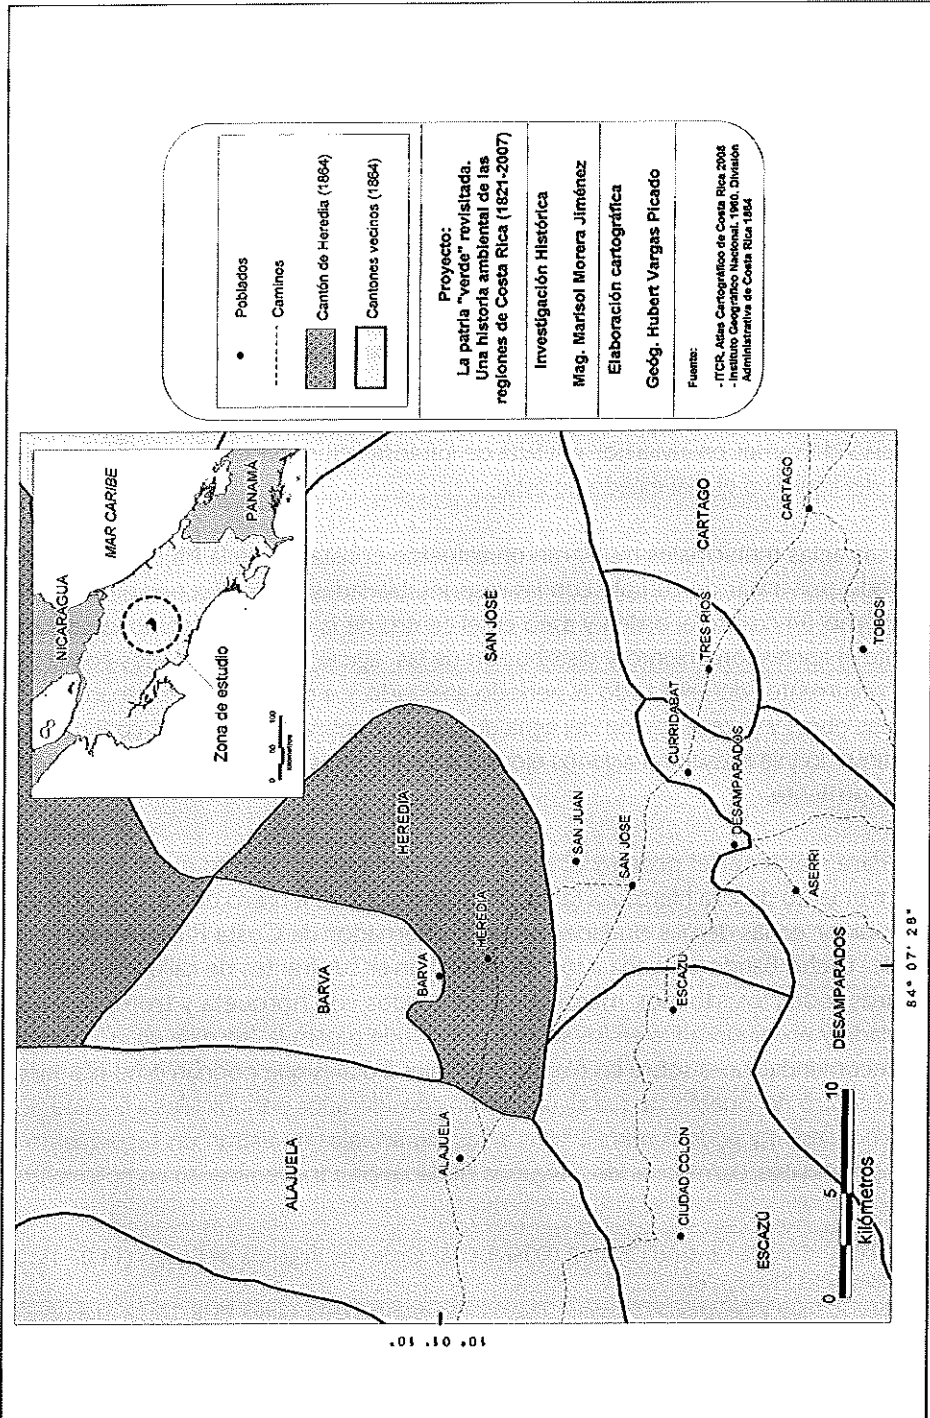 NICARAGUA
MAR CARIBE
PANAMÁ
Zona de estudio
0 10 100
kilómetros
ALAJUELA
BARVA
HEREDIA
SAN JOSÉ
ALAJUELA
BARVA
HEREDIA
SAN JUAN
SAN JOSE
CURRIDABAT
TRES RIOS
CARTAGO
CARTAGO
CIUDAD COLON
ESCAZU
DESAMPARADOS
ASERRI
TOBOSI
ESCAZÚ
DESAMPARADOS
0 5 10
kilómetros
10° 01' 10"
84° 07' 28"
Poblados
Caminos
Cantón de Heredia (1864)
Cantones vecinos (1864)
Proyecto:
La patria "verde" revisitada.
Una historia ambiental de las
regiones de Costa Rica (1821-2007)
Investigación Histórica
Mag. Marisol Morera Jiménez
Elaboración cartográfica
Geóg. Hubert Vargas Picado
Fuente:
- ITCR, Atlas Cartográfico de Costa Rica 2008
- Instituto Geográfico Nacional, 1960, División
Administrativa de Costa Rica 1864